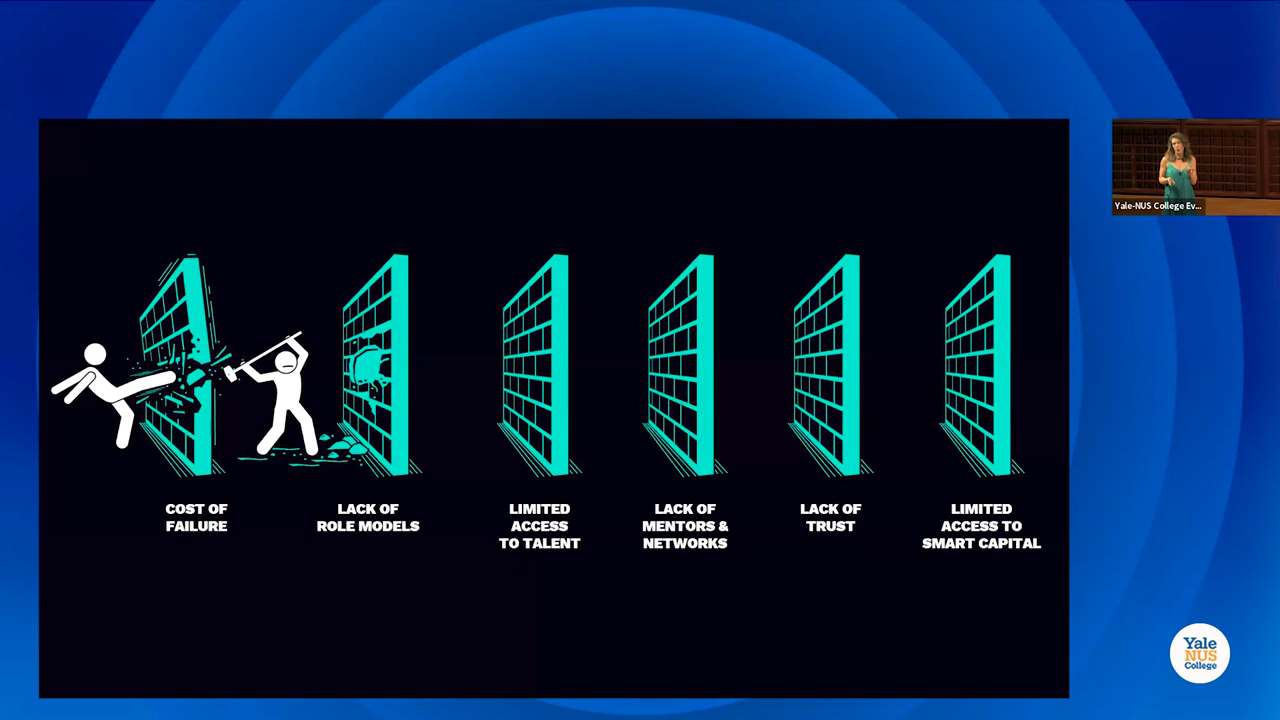 Yale-NUS College Ev...
COST OF
FAILURE
LACK OF
ROLE MODELS
LIMITED
ACCESS
TO TALENT
LACK OF
MENTORS &
NETWORKS
LACK OF
TRUST
LIMITED
ACCESS TO
SMART CAPITAL
Yale
NUS
College